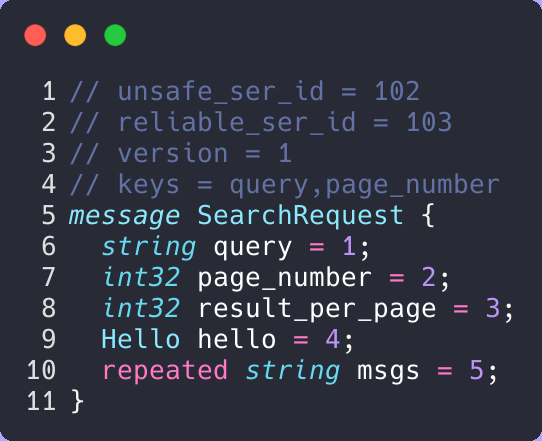 1 // unsafe_ser_id = 102
2 // reliable_ser_id = 103
3 // version = 1
4 // keys = query,page_number
5 message SearchRequest {
6   string query = 1;
7   int32 page_number = 2;
8   int32 result_per_page = 3;
9   Hello hello = 4;
10   repeated string msgs = 5;
11 }